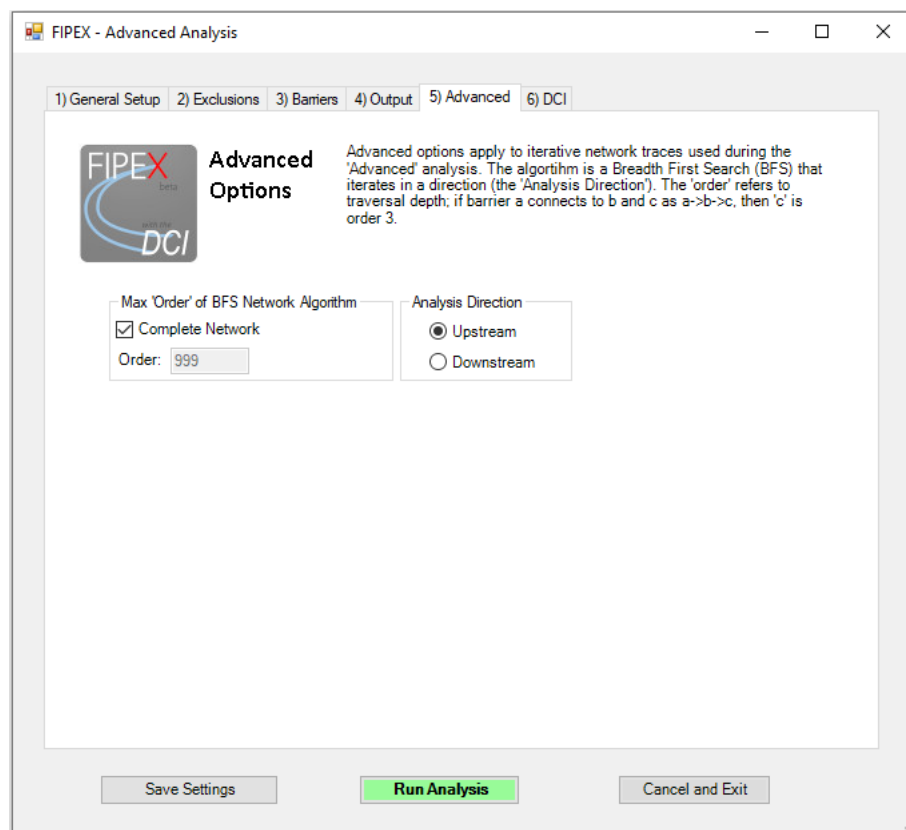 FIPEX - Advanced Analysis
1) General Setup 2) Exclusions 3) Barriers 4) Output 5) Advanced 6) DCI
FIPEX
beta
with the
DCI
Advanced
Options
Advanced options apply to iterative network traces used during the
'Advanced' analysis. The algortihm is a Breadth First Search (BFS) that
iterates in a direction (the 'Analysis Direction'). The 'order' refers to
traversal depth; if barrier a connects to b and c as a->b->c, then 'c' is
order 3.
Max 'Order' of BFS Network Algorithm
Complete Network
Order: 999
Analysis Direction
Upstream
Downstream
Save Settings Run Analysis Cancel and Exit